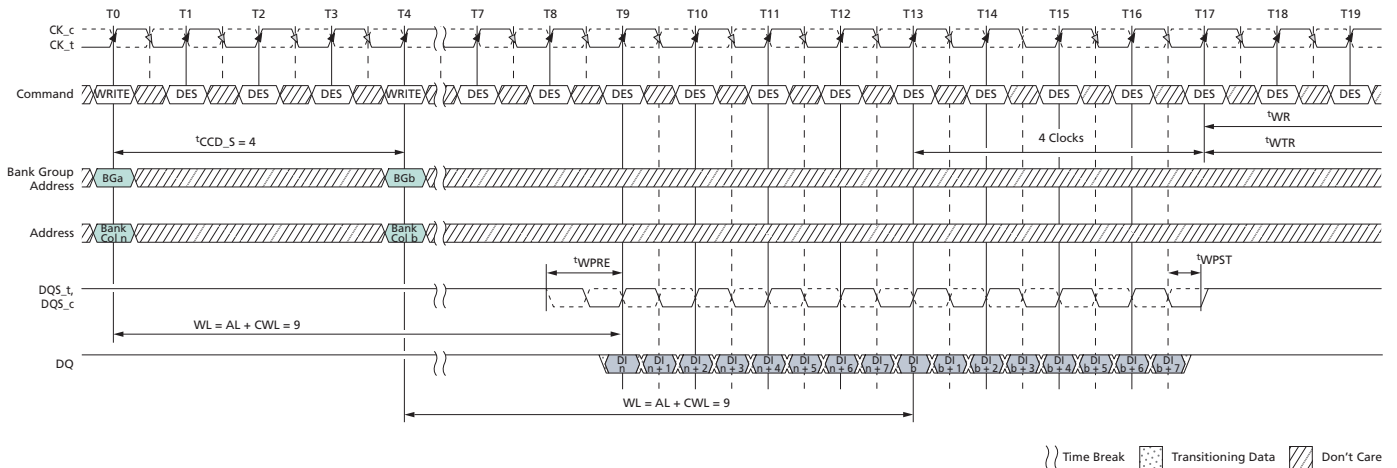 T0 T1 T2 T3 T4 T7 T8 T9 T10 T11 T12 T13 T14 T15 T16 T17 T18 T19
CK_c
CK_t
Command WRITE DES DES DES WRITE DES DES DES DES DES DES DES DES DES DES DES DES DES
tWR
tCCD_S = 4 4 Clocks tWTR
Bank Group
Address BGa BGb
Address Bank
Col n Bank
Col b
tWPRE tWPST
DQS_t,
DQS_c
WL = AL + CWL = 9
DQ DI
n DI
n + 1 DI
n + 2 DI
n + 3 DI
n + 4 DI
n + 5 DI
n + 6 DI
n + 7 DI
b DI
b + 1 DI
b + 2 DI
b + 3 DI
b + 4 DI
b + 5 DI
b + 6 DI
b + 7
WL = AL + CWL = 9
Time Break Transitioning Data Don't Care